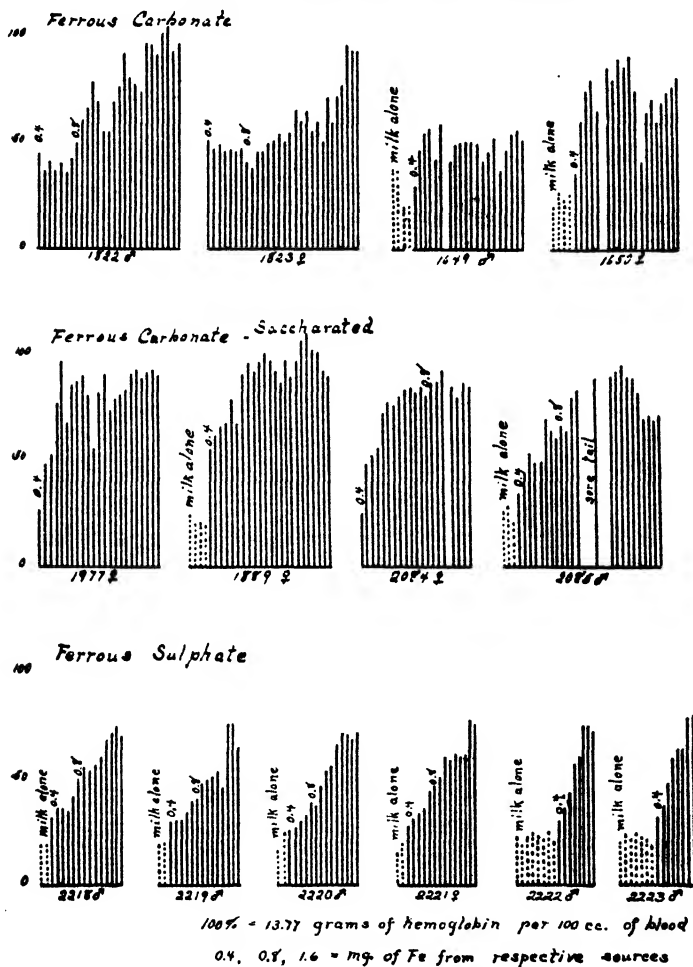 Ferrous Carbonate
100
50
0
0.4
0.8
0.4
0.8
milk alone
0.4
milk alone
0.4
1822 ♂
1823 ♀
1649 ♂
1650 ♀
Ferrous Carbonate - Saccharated
100
50
0
0.4
milk alone
0.4
0.4
0.8
milk alone
0.4
0.8
sore tail
1977 ♀
1889 ♀
2084 ♀
2085 ♂
Ferrous Sulphate
100
50
0
milk alone
0.4
0.8
milk alone
0.4
0.8
milk alone
0.4
0.8
milk alone
0.4
0.8
milk alone
0.4
milk alone
0.4
2218 ♂
2219 ♂
2220 ♂
2221 ♀
2222 ♂
2223 ♂
100% = 13.77 grams of hemoglobin per 100 cc. of blood
0.4, 0.8, 1.6 = mg. of Fe from respective sources